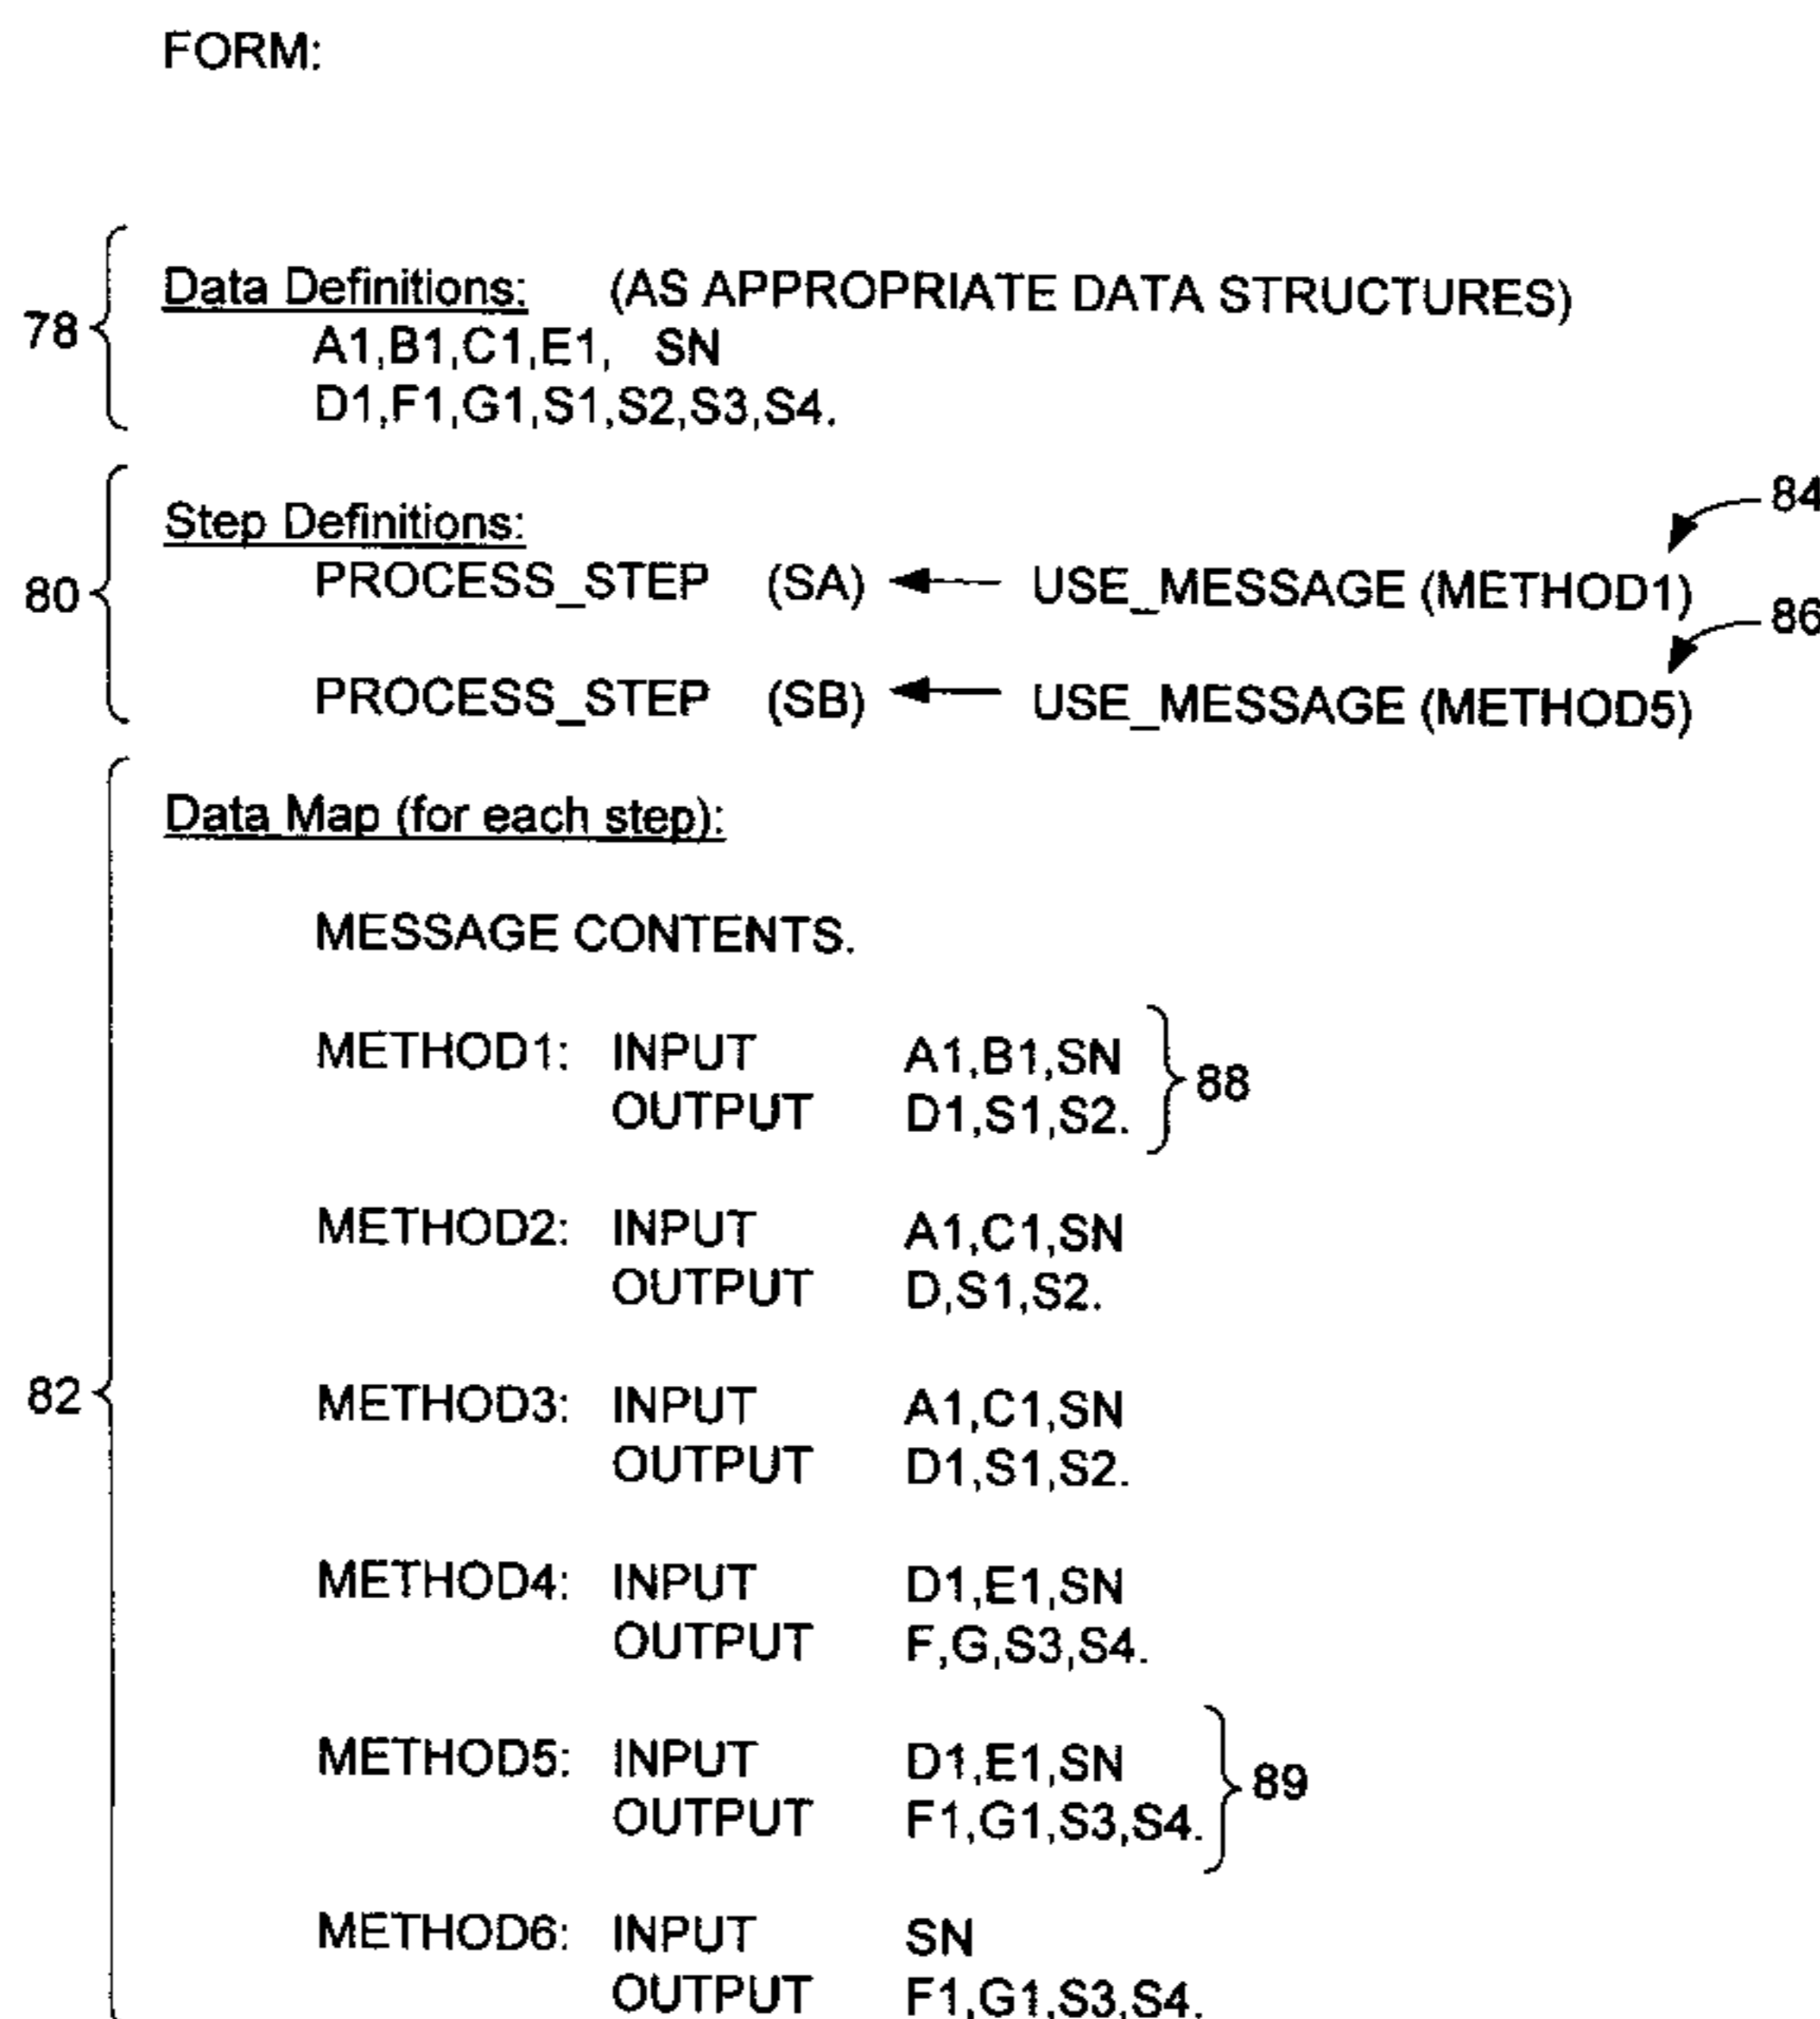 FORM:
78 Data Definitions: (AS APPROPRIATE DATA STRUCTURES)
A1,B1,C1,E1, SN
D1,F1,G1,S1,S2,S3,S4.
84
Step Definitions:
80 PROCESS_STEP (SA) USE_MESSAGE (METHOD1)
86
PROCESS_STEP (SB) USE_MESSAGE (METHOD5)
Data Map (for each step):
MESSAGE CONTENTS.
METHOD1: INPUT A1,B1,SN
88
OUTPUT D1,S1,S2.
METHOD2: INPUT A1,C1,SN
OUTPUT D,S1,S2.
82 METHOD3: INPUT A1,C1,SN
OUTPUT D1,S1,S2.
METHOD4: INPUT D1,E1,SN
OUTPUT F,G,S3,S4.
METHOD5: INPUT D1,E1,SN
89
OUTPUT F1,G1,S3,S4.
METHOD6: INPUT SN
OUTPUT F1,G1,S3,S4.